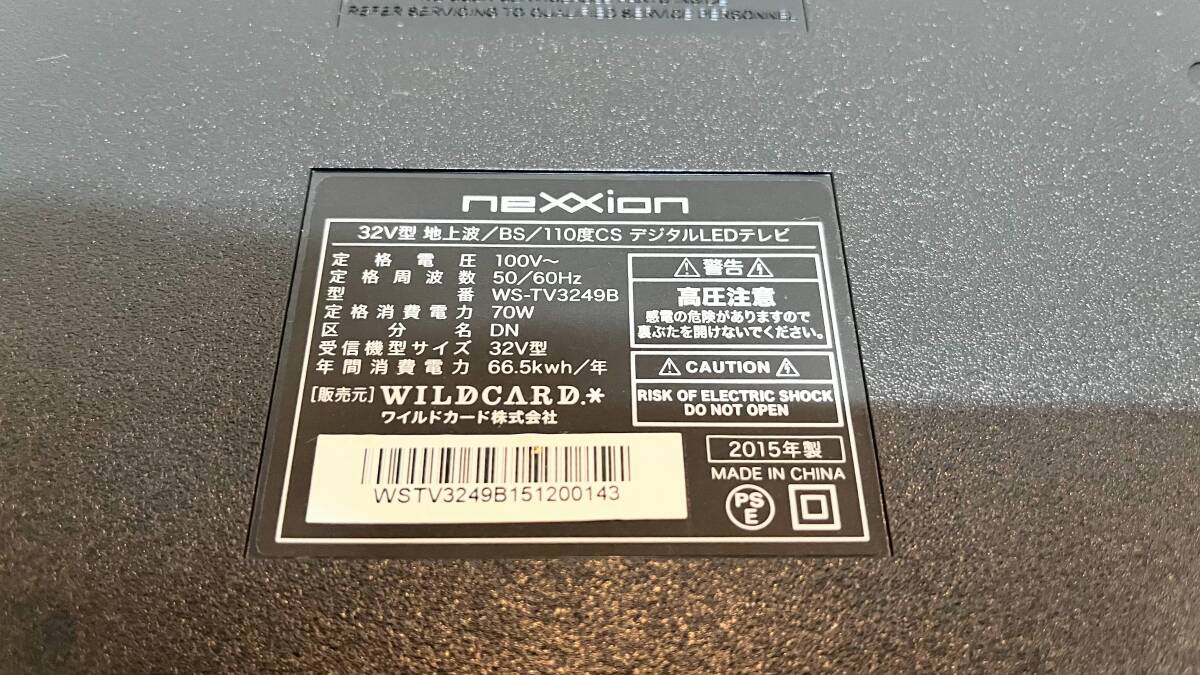 REFER SERVICING TO QUALIFIED SERVICE PERSONNEL
neXXion
32V型 地上波/BS/110度CS デジタルLEDテレビ
定格電圧 100V～
定格周波数 50/60Hz
型番 WS-TV3249B
定格消費電力 70W
区分名 DN
受信機型サイズ 32V型
年間消費電力 66.5kwh/年
[販売元] WILDCARD.*
ワイルドカード株式会社
WSTV3249B151200143
警告
高圧注意
感電の危険がありますので
裏ぶたを開けないでください。
CAUTION
RISK OF ELECTRIC SHOCK
DO NOT OPEN
2015年製
MADE IN CHINA
PS
E